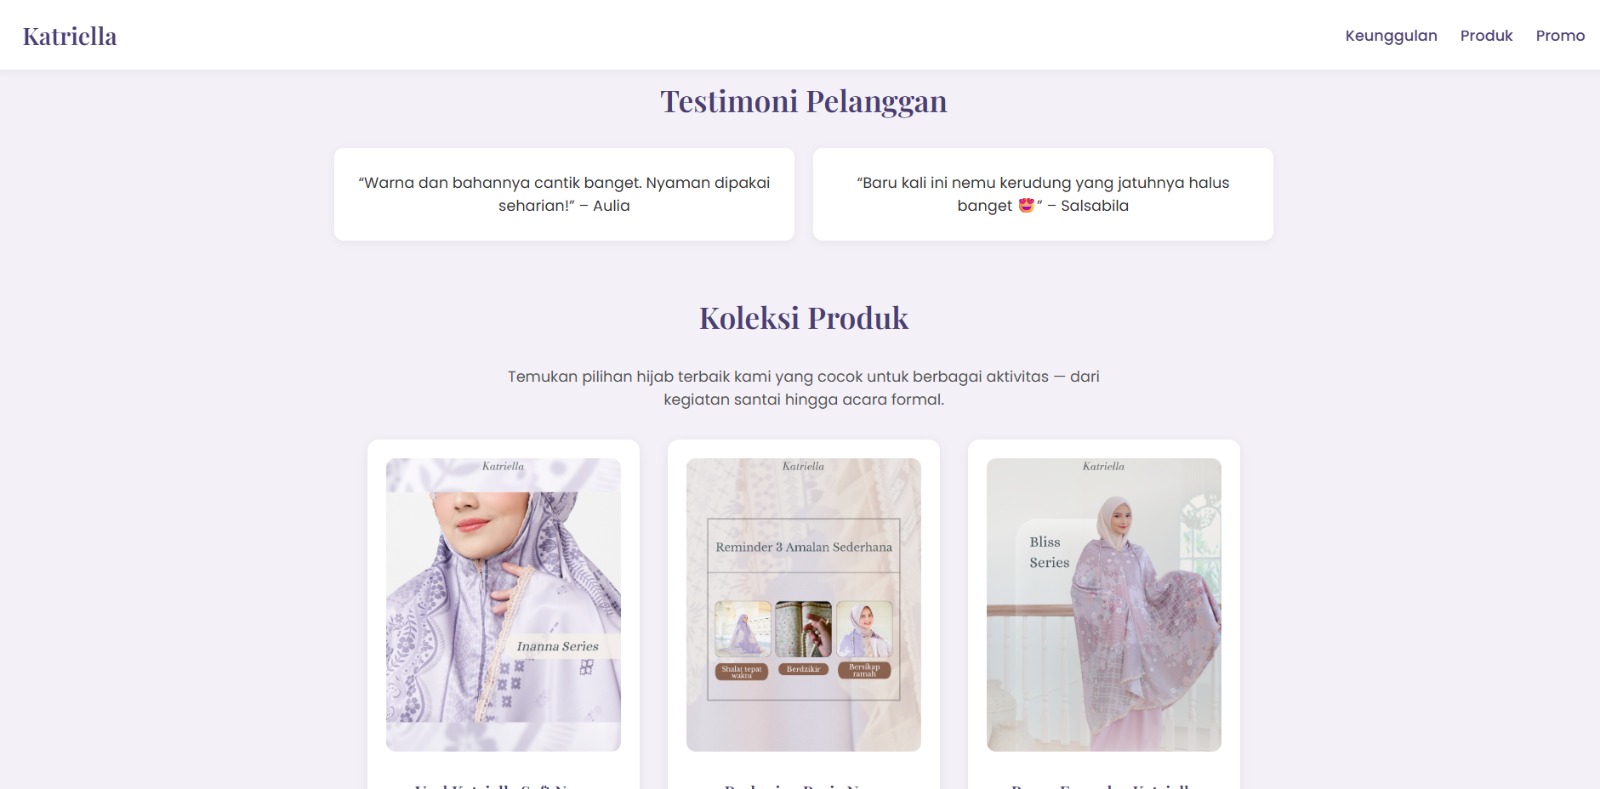 Katriella
Keunggulan Produk Promo
Testimoni Pelanggan
“Warna dan bahannya cantik banget. Nyaman dipakai
seharian!” – Aulia
“Baru kali ini nemu kerudung yang jatuhnya halus
banget 😍“ – Salsabila
Koleksi Produk
Temukan pilihan hijab terbaik kami yang cocok untuk berbagai aktivitas — dari
kegiatan santai hingga acara formal.
Katriella
Inanna Series
Katriella
Reminder 3 Amalan Sederhana
Shalat tepat
waktu
Berdzikir
Bersikap
ramah
Katriella
Bliss
Series